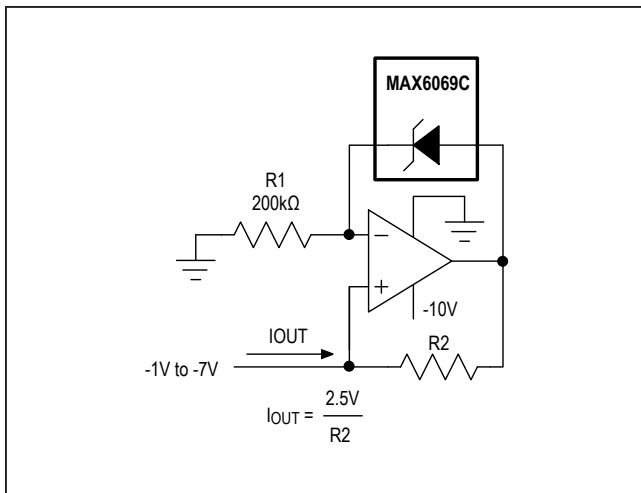 MAX6069C
R1
200kΩ
−
+
-10V
IOUT
R2
-1V to -7V
IOUT = 2.5V
R2